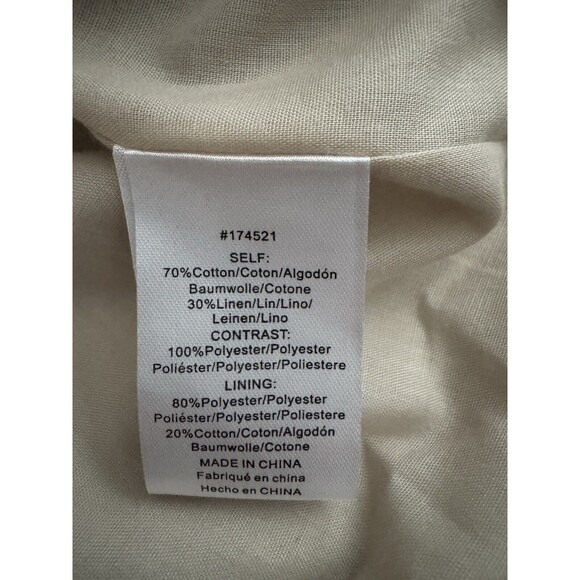 #174521
SELF:
70%Cotton/Coton/Algodón
Baumwolle/Cotone
30%Linen/Lin/Lino/
Leinen/Lino
CONTRAST:
100%Polyester/Polyester
Poliéster/Polyester/Poliestere
LINING:
80%Polyester/Polyester
Poliéster/Polyester/Poliestere
20%Cotton/Coton/Algodón
Baumwolle/Cotone
MADE IN CHINA
Fabriqué en china
Hecho en CHINA